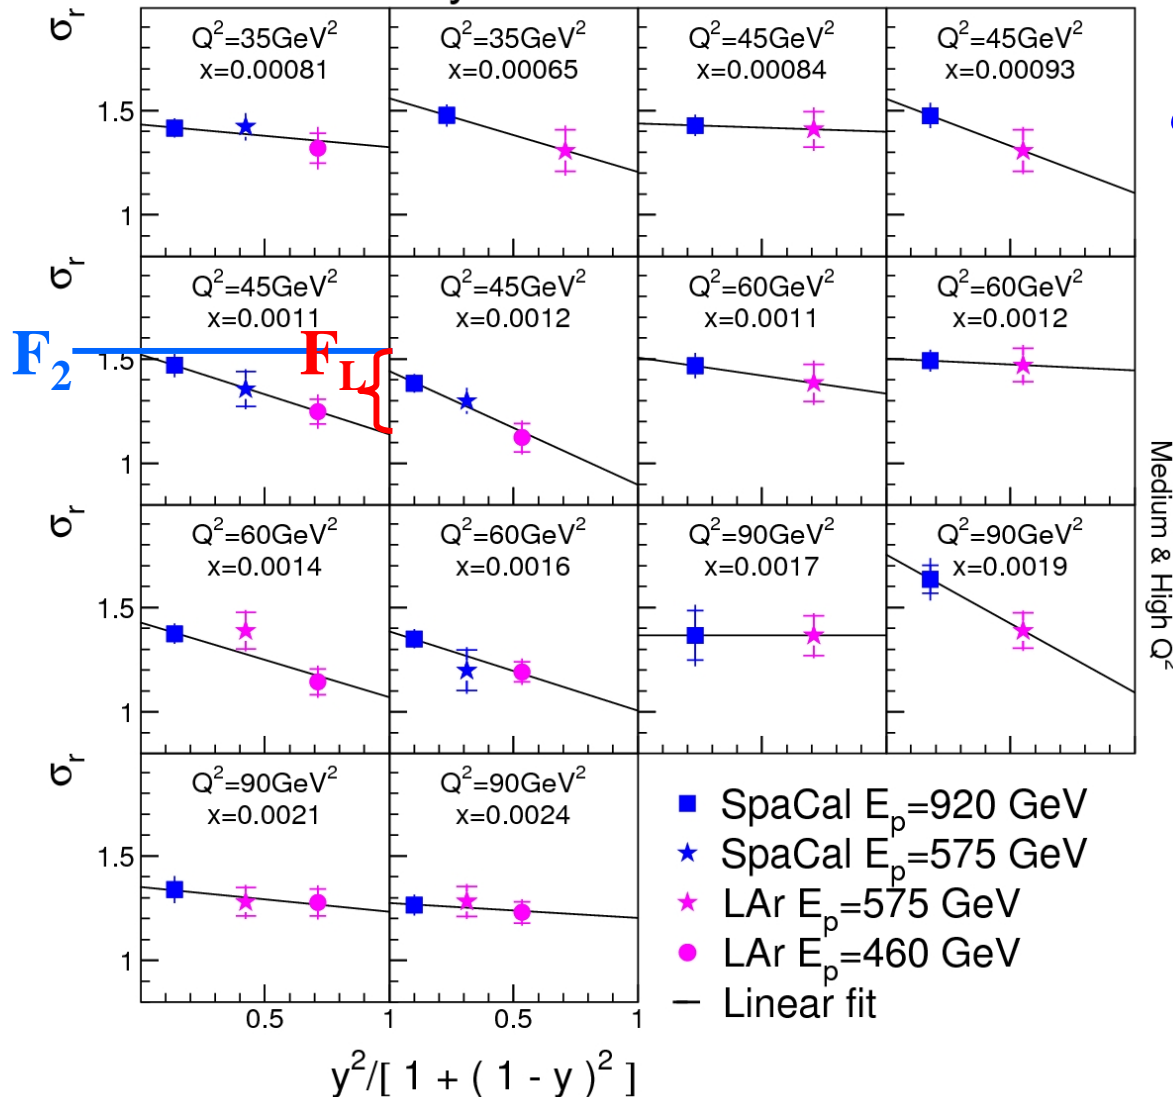 σr
Q²=35GeV²
x=0.00081
Q²=35GeV²
x=0.00065
Q²=45GeV²
x=0.00084
Q²=45GeV²
x=0.00093
1.5
1
σr
Q²=45GeV²
x=0.0011
Q²=45GeV²
x=0.0012
Q²=60GeV²
x=0.0011
Q²=60GeV²
x=0.0012
F2
FL
1.5
1
σr
Q²=60GeV²
x=0.0014
Q²=60GeV²
x=0.0016
Q²=90GeV²
x=0.0017
Q²=90GeV²
x=0.0019
1.5
1
Medium & High Q²
σr
Q²=90GeV²
x=0.0021
Q²=90GeV²
x=0.0024
1.5
1
0.5
1
0.5
1
y²/[ 1 + ( 1 - y )² ]
SpaCal Ep=920 GeV
SpaCal Ep=575 GeV
LAr Ep=575 GeV
LAr Ep=460 GeV
Linear fit